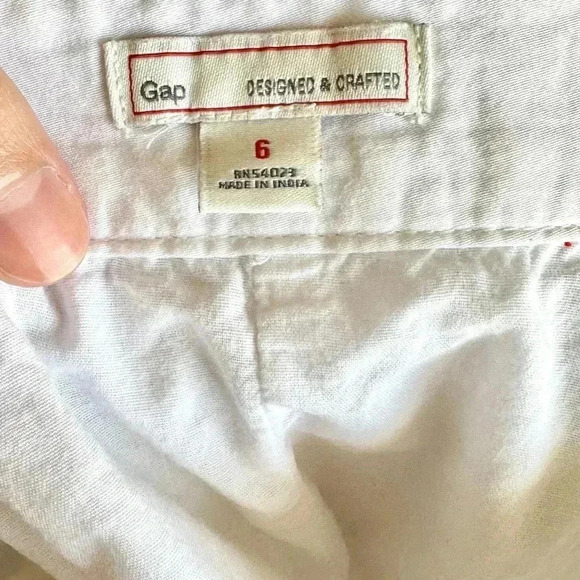 Gap DESIGNED & CRAFTED
6
RN54023
MADE IN INDIA